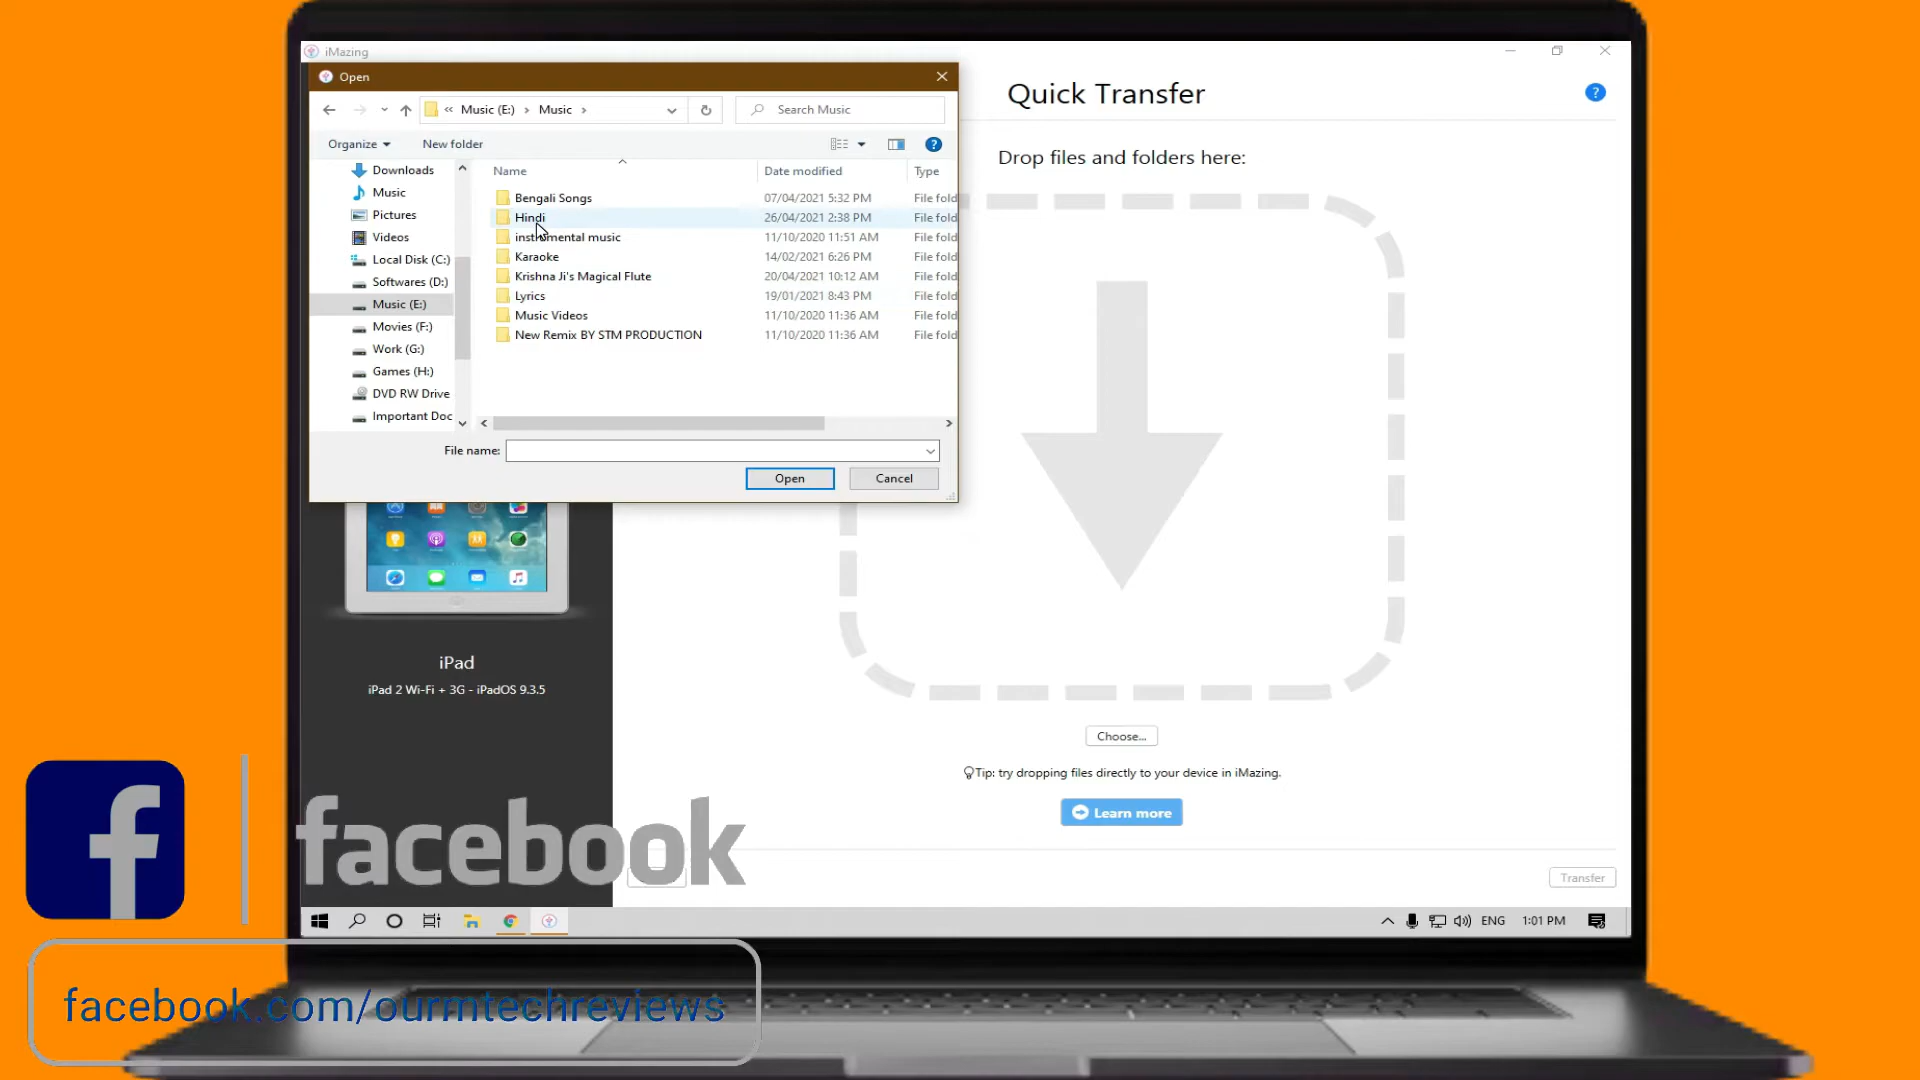 iMazing
Open
« Music (E:) › Music ›
Search Music
Quick Transfer
?
Organize
New folder
?
Drop files and folders here:
Downloads
Music
Pictures
Videos
Local Disk (C:)
Softwares (D:)
Music (E:)
Movies (F:)
Work (G:)
Games (H:)
DVD RW Drive
Important Doc
Name Date modified Type
Bengali Songs 07/04/2021 5:32 PM File fold
Hindi 26/04/2021 2:38 PM File fold
instrumental music 11/10/2020 11:51 AM File fold
Karaoke 14/02/2021 6:26 PM File fold
Krishna Ji's Magical Flute 20/04/2021 10:12 AM File fold
Lyrics 19/01/2021 8:43 PM File fold
Music Videos 11/10/2020 11:36 AM File fold
New Remix BY STM PRODUCTION 11/10/2020 11:36 AM File fold
File name:
Open
Cancel
iPad
iPad 2 Wi-Fi + 3G - iPadOS 9.3.5
Choose...
Tip: try dropping files directly to your device in iMazing.
Learn more
Transfer
f
facebook
ENG 1:01 PM
facebook.com/ourmtechreviews